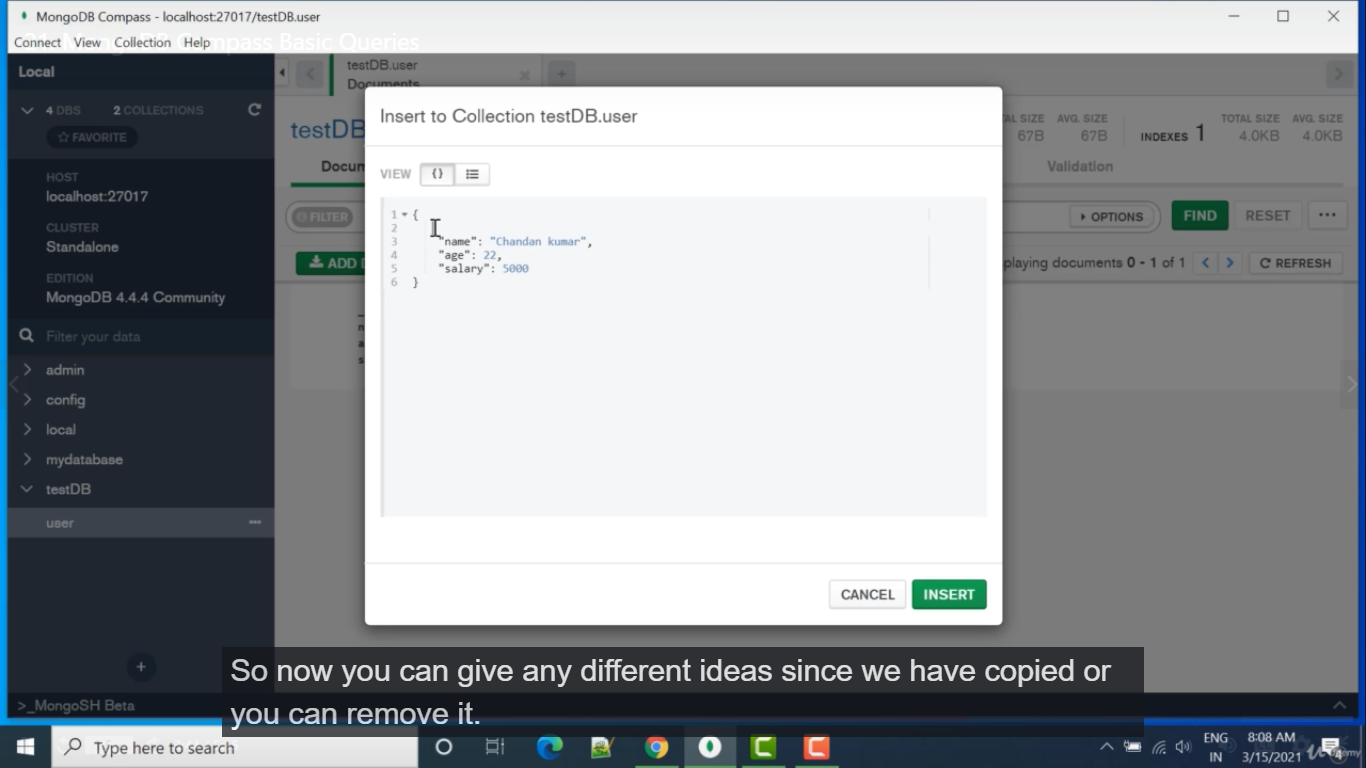 MongoDB Compass - localhost:27017/testDB.user
Connect View Collection Help
Compass Basic Queries
Local
testDB.user
Documents
4 DBS 2 COLLECTIONS
FAVORITE
HOST
localhost:27017
CLUSTER
Standalone
EDITION
MongoDB 4.4.4 Community
Filter your data
admin
config
local
mydatabase
testDB
user
>_MongoSH Beta
testDB
AL SIZE AVG. SIZE
67B 67B
INDEXES 1
TOTAL SIZE AVG. SIZE
4.0KB 4.0KB
Docum
Validation
FILTER
OPTIONS
FIND
RESET
ADD D
playing documents 0 - 1 of 1
REFRESH
Insert to Collection testDB.user
VIEW {}
1 {
2
3 "name": "Chandan kumar",
4 "age": 22,
5 "salary": 5000
6 }
CANCEL
INSERT
So now you can give any different ideas since we have copied or
you can remove it.
Type here to search
ENG
IN
8:08 AM
3/15/2021
4